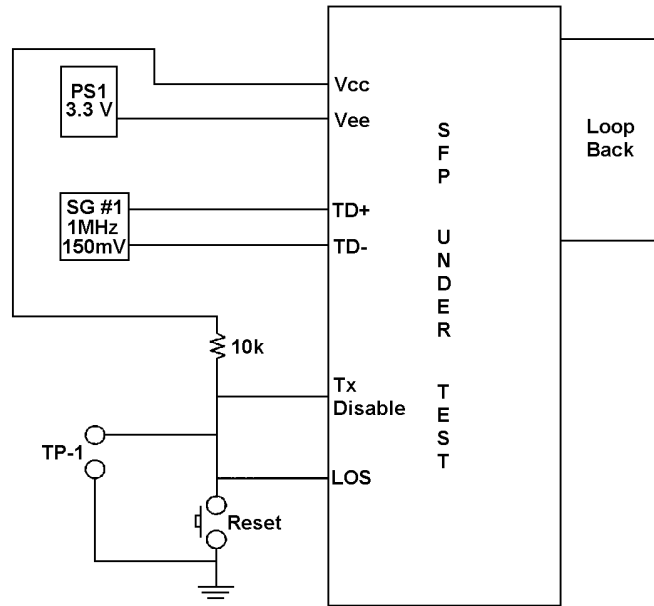 PS1
3.3 V
Vcc
Vee
SG #1
1MHz
150mV
TD+
TD-
10k
Tx
Disable
TP-1
LOS
Reset
S
F
P
U
N
D
E
R
T
E
S
T
Loop
Back